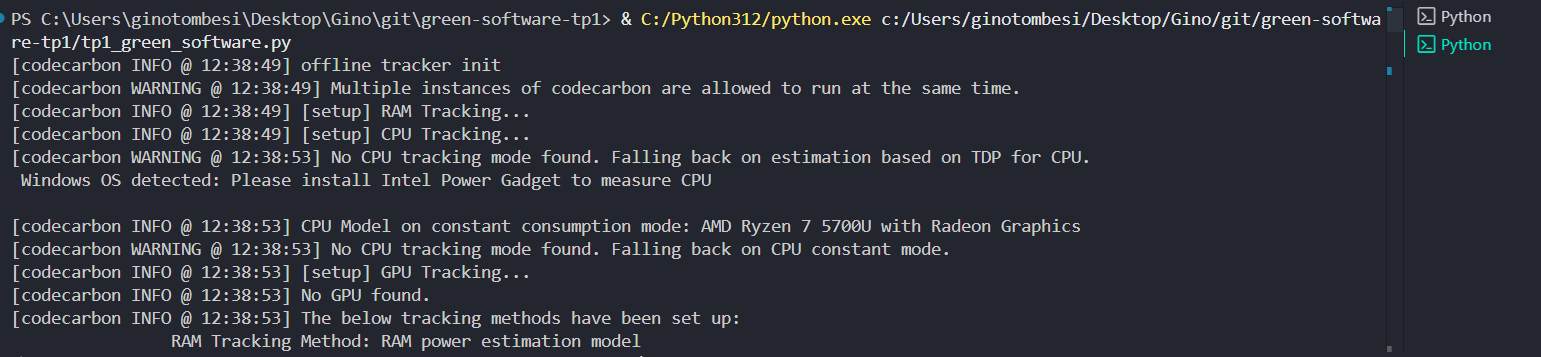 PS C:\Users\ginotombesi\Desktop\Gino\git\green-software-tp1> & C:/Python312/python.exe c:/Users/ginotombesi/Desktop/Gino/git/green-softwa
re-tp1/tp1_green_software.py
[codecarbon INFO @ 12:38:49] offline tracker init
[codecarbon WARNING @ 12:38:49] Multiple instances of codecarbon are allowed to run at the same time.
[codecarbon INFO @ 12:38:49] [setup] RAM Tracking...
[codecarbon INFO @ 12:38:49] [setup] CPU Tracking...
[codecarbon WARNING @ 12:38:53] No CPU tracking mode found. Falling back on estimation based on TDP for CPU.
Windows OS detected: Please install Intel Power Gadget to measure CPU
[codecarbon INFO @ 12:38:53] CPU Model on constant consumption mode: AMD Ryzen 7 5700U with Radeon Graphics
[codecarbon WARNING @ 12:38:53] No CPU tracking mode found. Falling back on CPU constant mode.
[codecarbon INFO @ 12:38:53] [setup] GPU Tracking...
[codecarbon INFO @ 12:38:53] No GPU found.
[codecarbon INFO @ 12:38:53] The below tracking methods have been set up:
RAM Tracking Method: RAM power estimation model
Python
Python